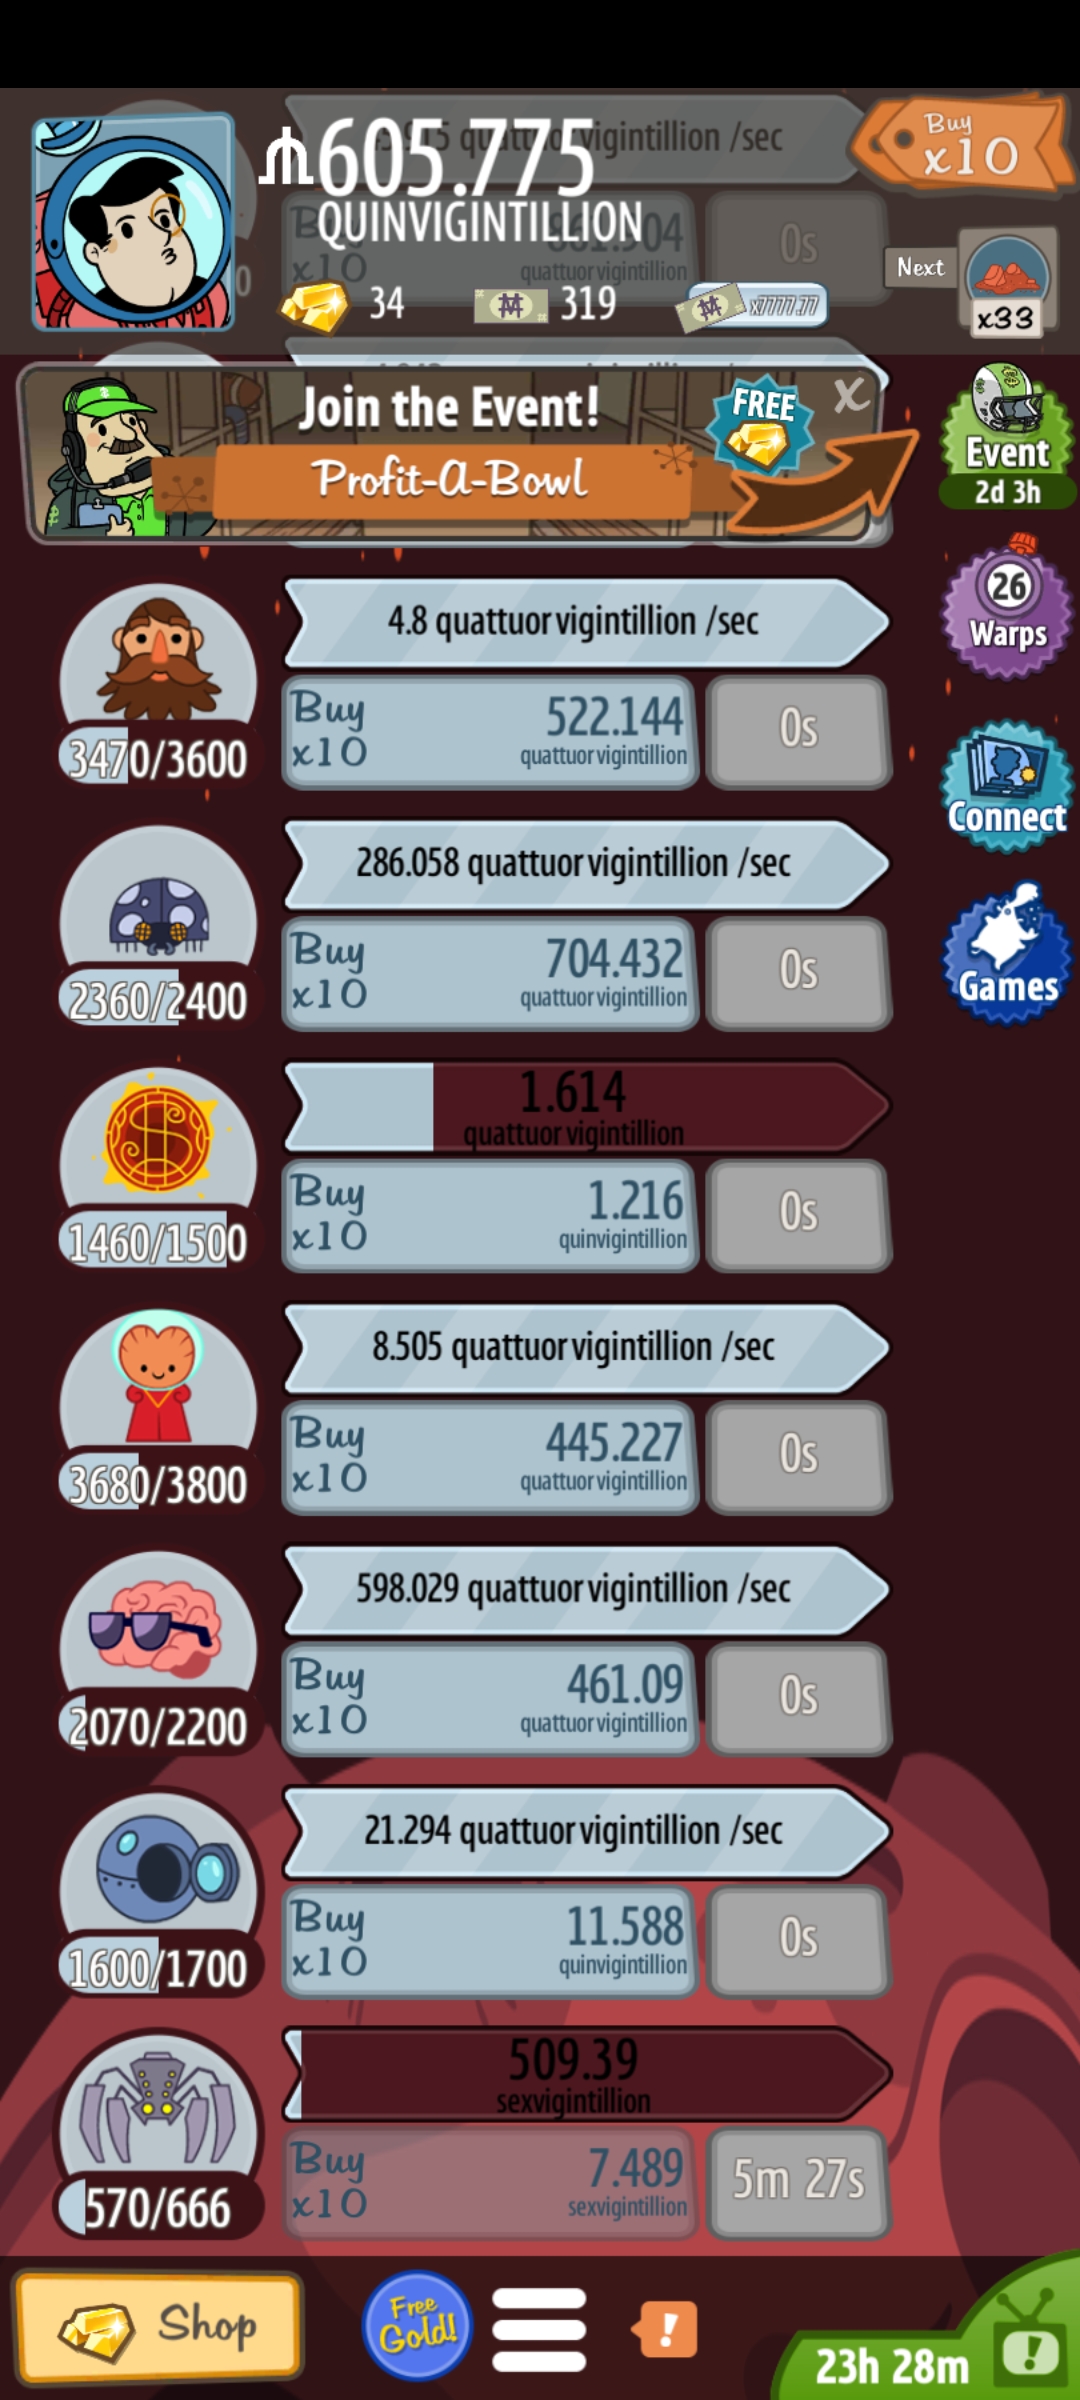 quattuorvigintillion /sec
605.775
QUINVIGINTILLION
Buy
x10
Buy
x10
861.304
quattuorvigintillion
0s
34
319
x7777.77
Next
x33
Join the Event!
Profit-A-Bowl
FREE
X
Event
2d 3h
4.8 quattuorvigintillion /sec
3470/3600
Buy
x10
522.144
quattuorvigintillion
0s
26
Warps
286.058 quattuorvigintillion /sec
2360/2400
Buy
x10
704.432
quattuorvigintillion
0s
Connect
Games
1.614
quattuorvigintillion
1460/1500
Buy
x10
1.216
quinvigintillion
0s
8.505 quattuorvigintillion /sec
3680/3800
Buy
x10
445.227
quattuorvigintillion
0s
598.029 quattuorvigintillion /sec
2070/2200
Buy
x10
461.09
quattuorvigintillion
0s
21.294 quattuorvigintillion /sec
1600/1700
Buy
x10
11.588
quinvigintillion
0s
509.39
sexvigintillion
570/666
Buy
x10
7.489
sexvigintillion
5m 27s
Shop
Free
Gold!
!
23h 28m
!